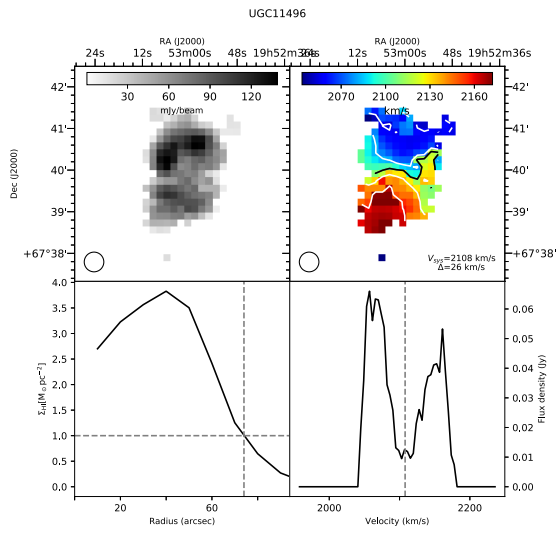 UGC11496
RA (J2000) RA (J2000)
24s 12s 53m00s 48s 19h52m36s 24s 12s 53m00s 48s 19h52m36s
42' 42'
30 60 90 120 2070 2100 2130 2160
mJy/beam km/s
41' 41'
Dec (J2000)
40' 40'
39' 39'
+67°38' +67°38'
V_sys=2108 km/s
Δ=26 km/s
4.0
3.5 0.06
3.0 0.05
2.5 0.04
Σ_HI[M_⊙pc⁻²] Flux density (Jy)
2.0 0.03
1.5
1.0 0.02
0.5 0.01
0.0 0.00
20 60 2000 2200
Radius (arcsec) Velocity (km/s)